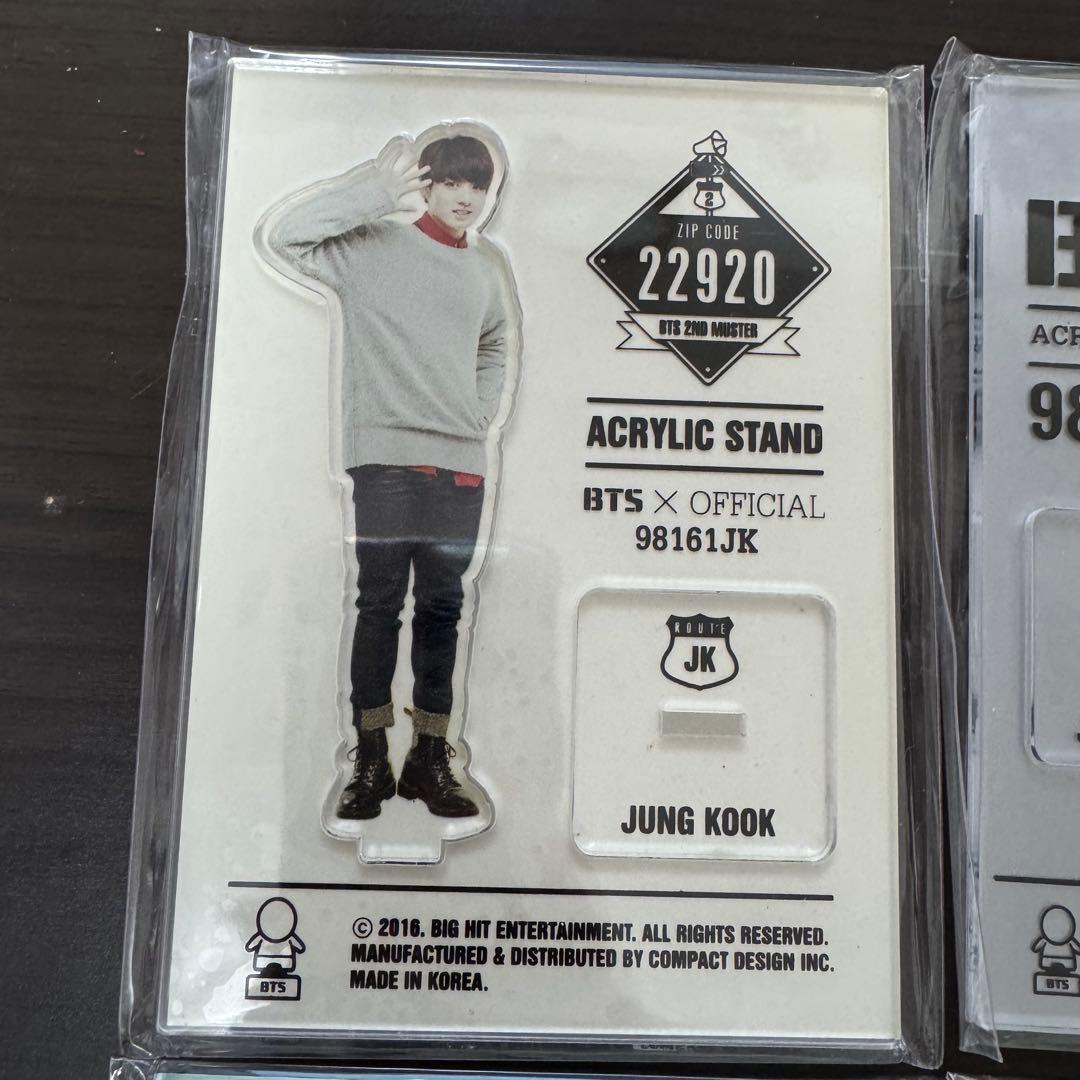 2
ZIP CODE
22920
BTS 2ND MUSTER
ACRYLIC STAND
BTS × OFFICIAL
98161JK
ROUTE
JK
JUNG KOOK
© 2016. BIG HIT ENTERTAINMENT. ALL RIGHTS RESERVED.
MANUFACTURED & DISTRIBUTED BY COMPACT DESIGN INC.
MADE IN KOREA.
BTS
98
BTS